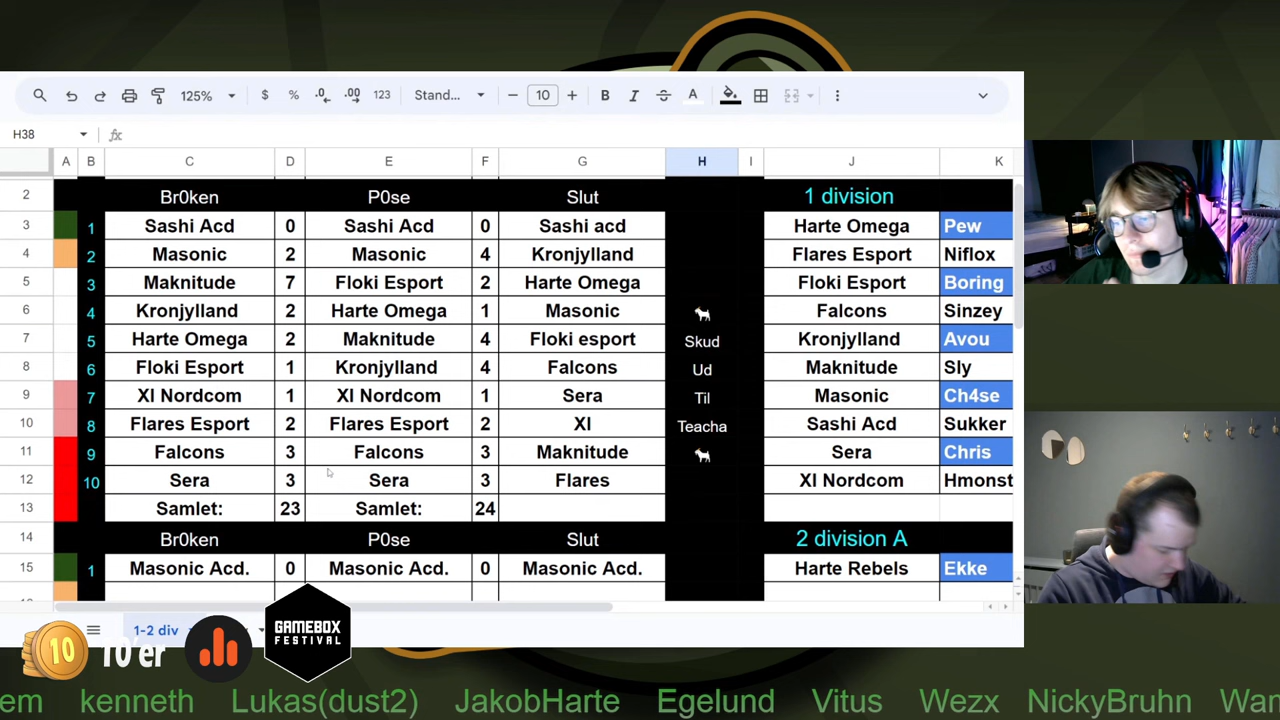 125% $ % .0 .00 123 Stand... 10 B I A
H38 fx
A B C D E F G H I J K
2 Br0ken P0se Slut 1 division
3 1 Sashi Acd 0 Sashi Acd 0 Sashi acd Harte Omega Pew
4 2 Masonic 2 Masonic 4 Kronjylland Flares Esport Niflox
5 3 Maknitude 7 Floki Esport 2 Harte Omega Floki Esport Boring
6 4 Kronjylland 2 Harte Omega 1 Masonic Falcons Sinzey
7 5 Harte Omega 2 Maknitude 4 Floki esport Skud Kronjylland Avou
8 6 Floki Esport 1 Kronjylland 4 Falcons Ud Maknitude Sly
9 7 XI Nordcom 1 XI Nordcom 1 Sera Til Masonic Ch4se
10 8 Flares Esport 2 Flares Esport 2 XI Teacha Sashi Acd Sukker
11 9 Falcons 3 Falcons 3 Maknitude Sera Chris
12 10 Sera 3 Sera 3 Flares XI Nordcom Hmonst
13 Samlet: 23 Samlet: 24
14 Br0ken P0se Slut 2 division A
15 1 Masonic Acd. 0 Masonic Acd. 0 Masonic Acd. Harte Rebels Ekke
1-2 div
10 10'er GAMEBOX
FESTIVAL
em kenneth Lukas(dust2) JakobHarte Egelund Vitus Wezx NickyBruhn War